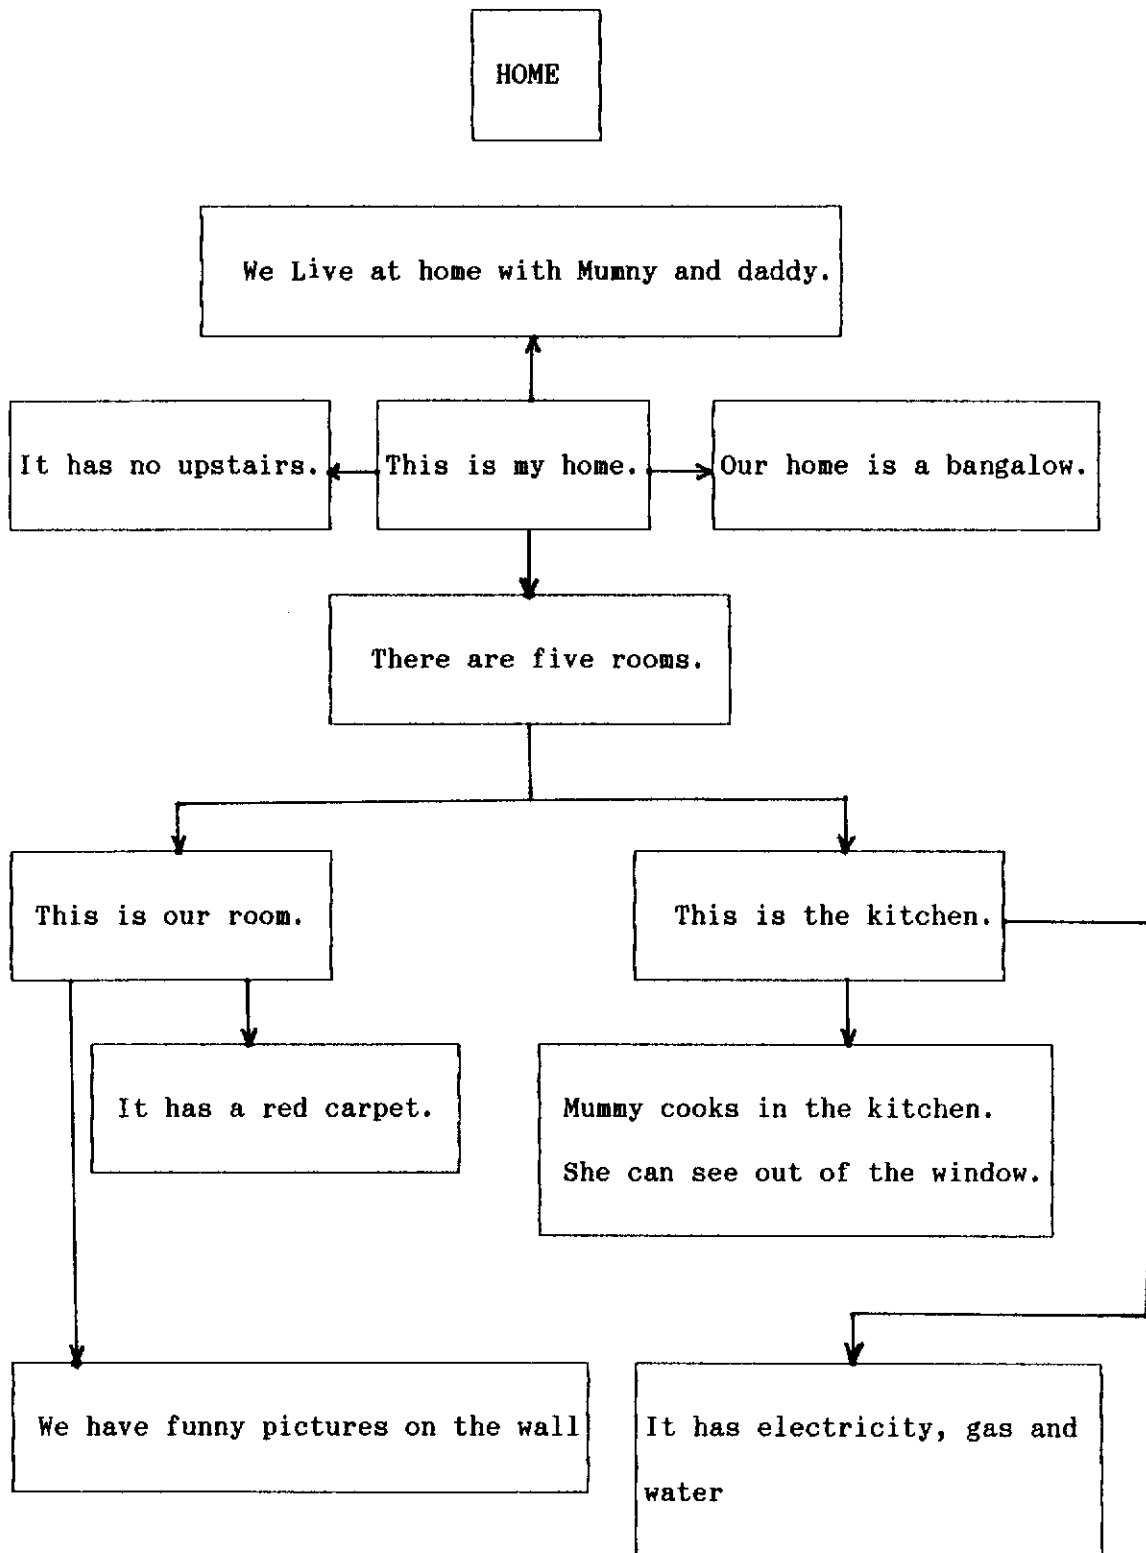 HOME
We Live at home with Mumny and daddy.
It has no upstairs.
This is my home.
Our home is a bangalow.
There are five rooms.
This is our room.
This is the kitchen.
It has a red carpet.
Mummy cooks in the kitchen.
She can see out of the window.
We have funny pictures on the wall
It has electricity, gas and
water